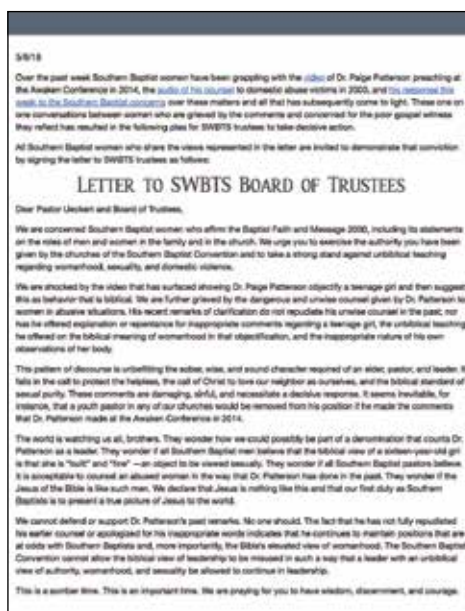 5/6/18
Over the past week Southern Baptist women have been grappling with the video of Dr. Paige Patterson preaching at
the Awaken Conference in 2014, the audio of his counsel to domestic abuse victims in 2000, and his response this
week to the Southern Baptist concerns over these matters and all that has subsequently come to light. These one on
one conversations between women who are grieved by the comments and concerned for the poor gospel witness
they reflect has resulted in the following plea for SWBTS trustees to take decisive action.
All Southern Baptist women who share the views represented in the letter are invited to demonstrate that conviction
by signing the letter to SWBTS trustees as follows:
LETTER TO SWBTS BOARD OF TRUSTEES
Dear Pastor Ueckert and Board of Trustees,
We are concerned Southern Baptist women who affirm the Baptist Faith and Message 2000, including its statements
on the roles of men and women in the family and in the church. We urge you to exercise the authority you have been
given by the churches of the Southern Baptist Convention and to take a strong stand against unbiblical teaching
regarding womanhood, sexuality, and domestic violence.
We are shocked by the video that has surfaced showing Dr. Paige Patterson objectify a teenage girl and then suggest
this as behavior that is biblical. We are further grieved by the dangerous and unwise counsel given by Dr. Patterson to
women in abusive situations. His recent remarks of clarification do not repudiate his unwise counsel in the past; nor
has he offered explanation or repentance for inappropriate comments regarding a teenage girl, the unbiblical teaching
he offered on the biblical meaning of womanhood in that objectification, and the inappropriate nature of his own
observations of her body.
This pattern of discourse is unbefitting the sober, wise, and sound character required of an elder, pastor, and leader. It
fails in the call to protect the helpless, the call of Christ to love our neighbor as ourselves, and the biblical standard of
sexual purity. These comments are damaging, sinful, and necessitate a decisive response. It seems inevitable, for
instance, that a youth pastor in any of our churches would be removed from his position if he made the comments
that Dr. Patterson made at the Awaken Conference in 2014.
The world is watching us all, brothers. They wonder how we could possibly be part of a denomination that counts Dr.
Patterson as a leader. They wonder if all Southern Baptist men believe that the biblical view of a sixteen-year-old girl
is that she is "built" and "fine" —an object to be viewed sexually. They wonder if all Southern Baptist pastors believe
it is acceptable to counsel an abused woman in the way that Dr. Patterson has done in the past. They wonder if the
Jesus of the Bible is like such men. We declare that Jesus is nothing like this and that our first duty as Southern
Baptists is to present a true picture of Jesus to the world.
We cannot defend or support Dr. Patterson's past remarks. No one should. The fact that he has not fully repudiated
his earlier counsel or apologized for his inappropriate words indicates that he continues to maintain positions that are
at odds with Southern Baptists and, more importantly, the Bible's elevated view of womanhood. The Southern Baptist
Convention cannot allow the biblical view of leadership to be misused in such a way that a leader with an unbiblical
view of authority, womanhood, and sexuality be allowed to continue in leadership.
This is a somber time. This is an important time. We are praying for you to have wisdom, discernment, and courage.